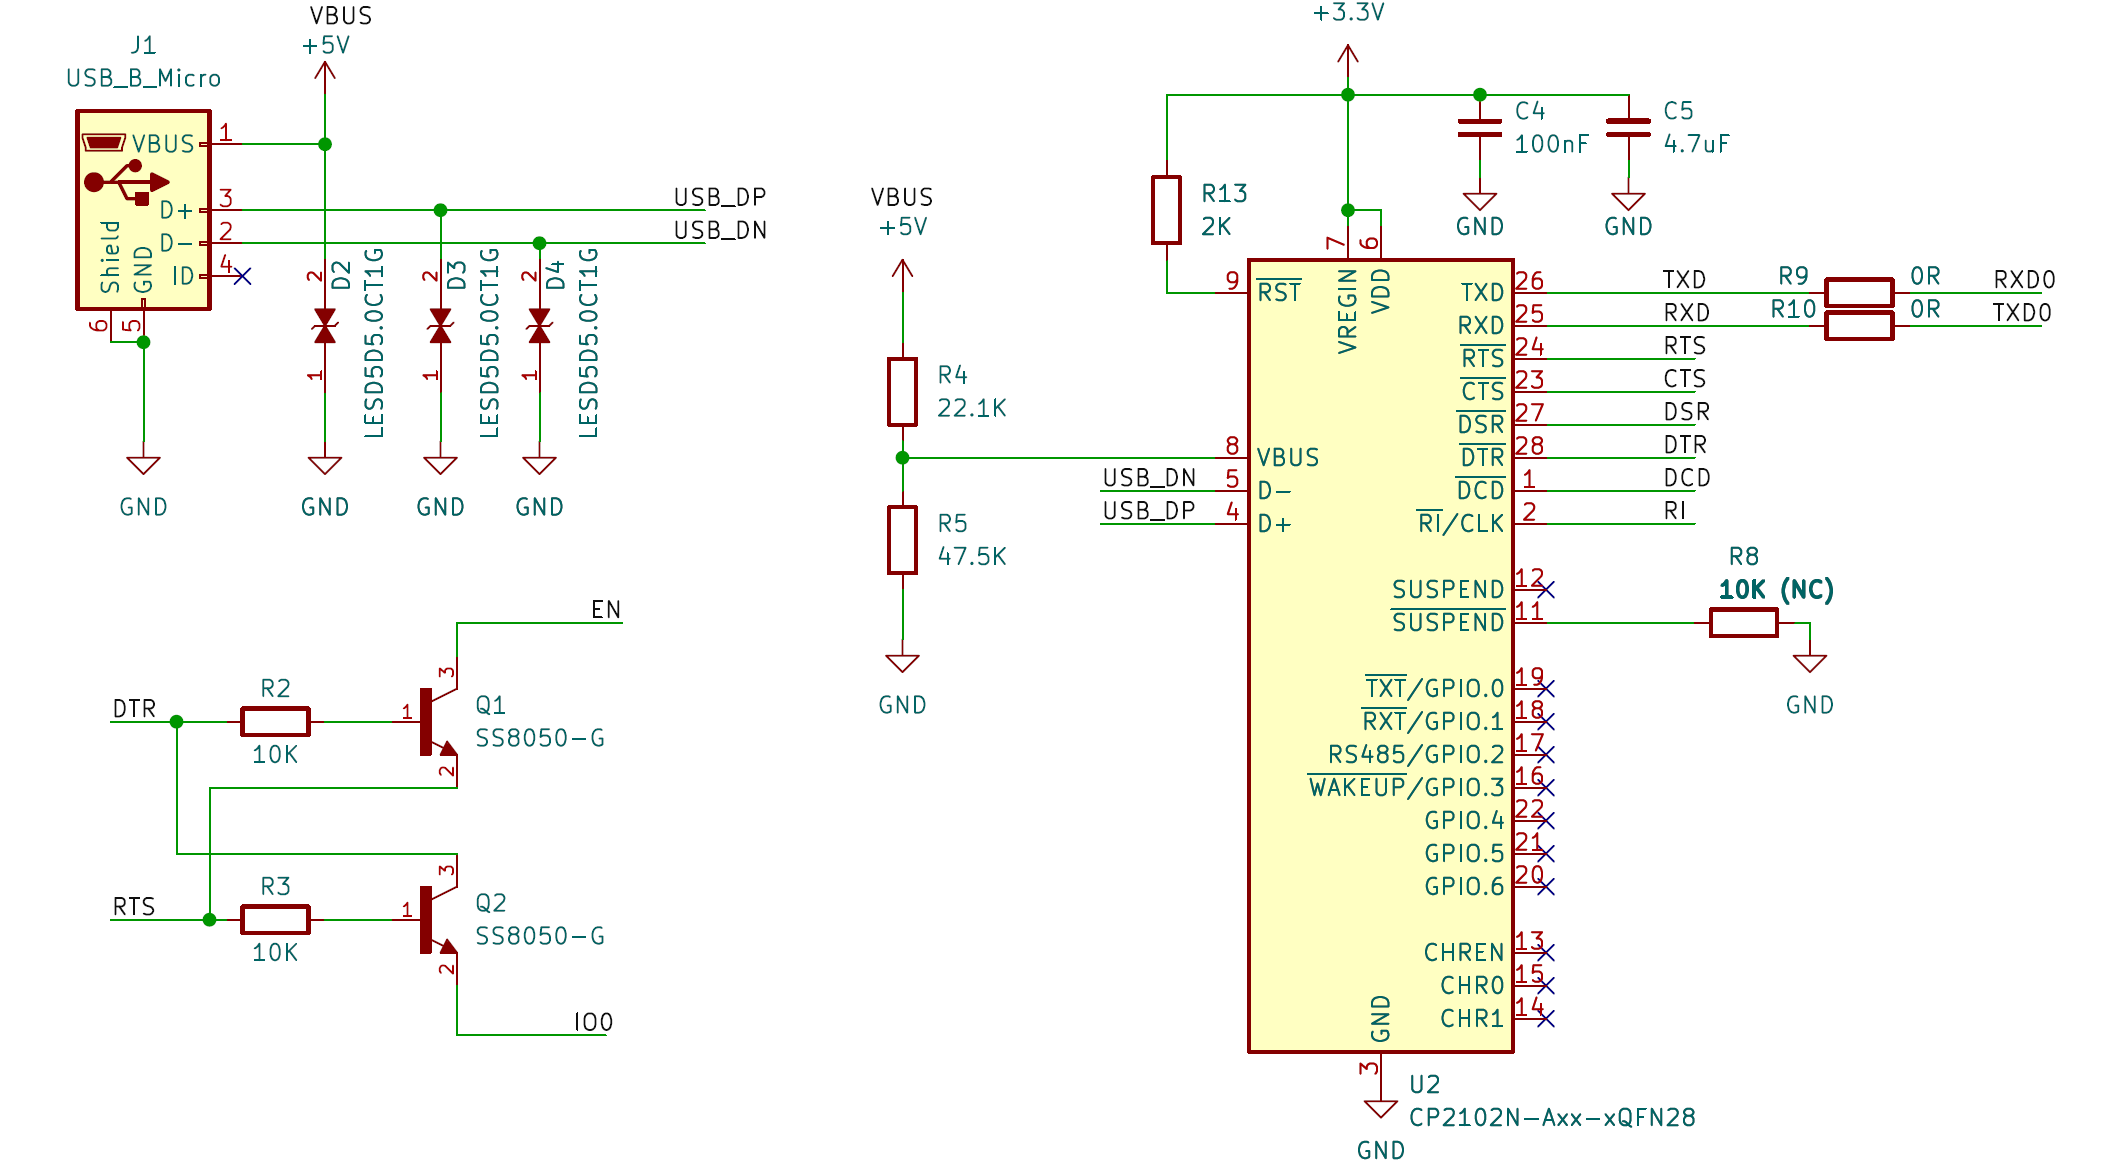 VBUS
+5V
J1
USB_B_Micro
VBUS 1
D+ 3
D- 2
ID 4
Shield
GND
6
5
GND
USB_DP
USB_DN
2
D2
LESD5D5.0CT1G
1
GND
2
D3
LESD5D5.0CT1G
1
GND
2
D4
LESD5D5.0CT1G
1
GND
EN
DTR
R2
10K
1
3
2
Q1
SS8050-G
RTS
R3
10K
1
3
2
Q2
SS8050-G
IO0
VBUS
+5V
R4
22.1K
R5
47.5K
GND
+3.3V
C4
100nF
GND
C5
4.7uF
GND
R13
2K
7
6
9 RST
VREGIN
VDD
8 VBUS
USB_DN 5 D-
USB_DP 4 D+
TXD 26 TXD R9 0R RXD0
RXD 25 RXD R10 0R TXD0
RTS 24 RTS
CTS 23 CTS
DSR 27 DSR
DTR 28 DTR
DCD 1 DCD
RI/CLK 2 RI
SUSPEND 12
SUSPEND 11
R8
10K (NC)
GND
TXT/GPIO.0 19
RXT/GPIO.1 18
RS485/GPIO.2 17
WAKEUP/GPIO.3 16
GPIO.4 22
GPIO.5 21
GPIO.6 20
CHREN 13
CHR0 15
CHR1 14
GND
3
U2
CP2102N-Axx-xQFN28
GND